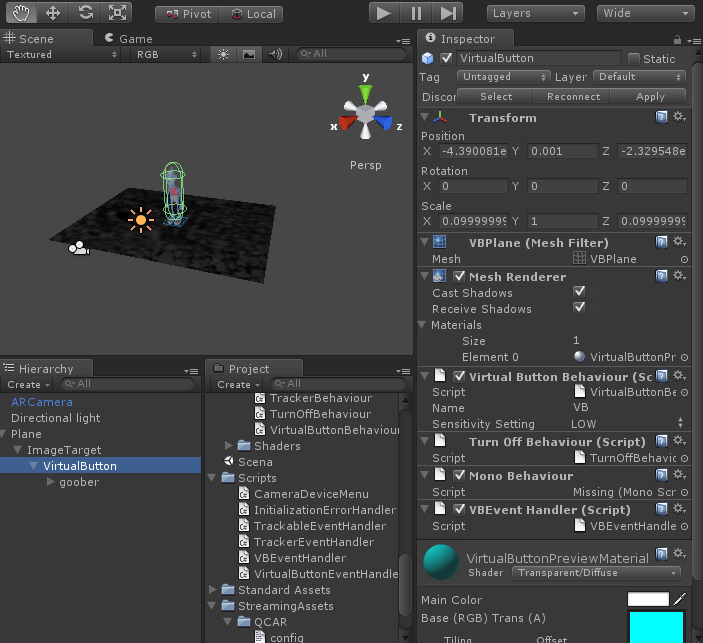 Pivot Local Layers Wide
Scene Game
Textured RGB All
y
x z
Persp
Hierarchy
Create All
ARCamera
Directional light
Plane
ImageTarget
VirtualButton
goober
Project
Create All
TrackerBehaviour
TurnOffBehaviour
VirtualButtonBehaviour
Shaders
Scena
Scripts
CameraDeviceMenu
InitializationErrorHandler
TrackableEventHandler
TrackerEventHandler
VBEventHandler
VirtualButtonEventHandle
Standard Assets
StreamingAssets
QCAR
config
Inspector
VirtualButton Static
Tag Untagged Layer Default
Discor Select Reconnect Apply
Transform
Position
X -4.390081e Y 0.001 Z -2.329548e
Rotation
X 0 Y 0 Z 0
Scale
X 0.09999999 Y 1 Z 0.09999999
VBPlane (Mesh Filter)
Mesh VBPlane
Mesh Renderer
Cast Shadows
Receive Shadows
Materials
Size 1
Element 0 VirtualButtonPr
Virtual Button Behaviour (Sc
Script VirtualButtonBe
Name VB
Sensitivity Setting LOW
Turn Off Behaviour (Script)
Script TurnOffBehavic
Mono Behaviour
Script Missing (Mono Scr
VBEvent Handler (Script)
Script VBEventHandle
VirtualButtonPreviewMaterial
Shader Transparent/Diffuse
Main Color
Base (RGB) Trans (A)
Tiling Offset